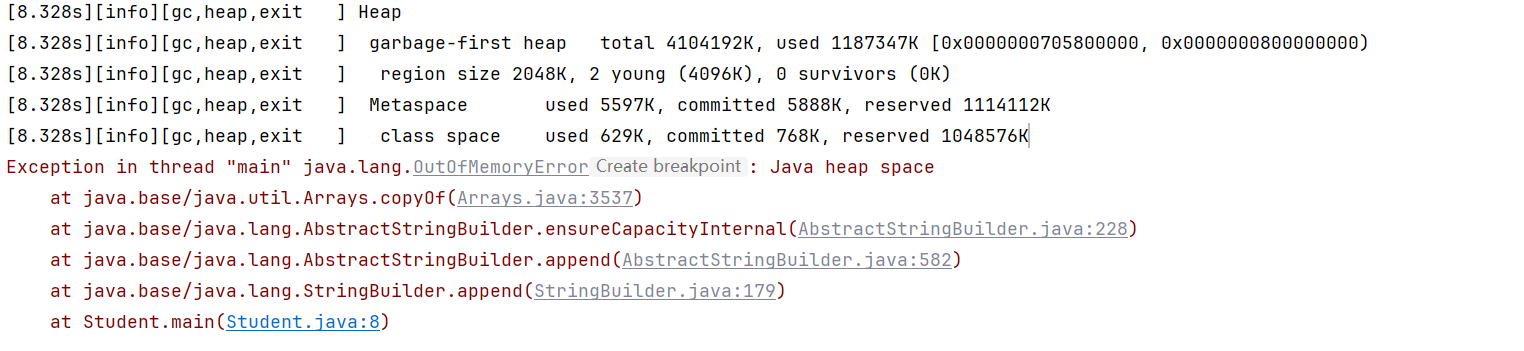 [8.328s][info][gc,heap,exit   ] Heap
[8.328s][info][gc,heap,exit   ]  garbage-first heap   total 4104192K, used 1187347K [0x0000000705800000, 0x0000000800000000)
[8.328s][info][gc,heap,exit   ]   region size 2048K, 2 young (4096K), 0 survivors (0K)
[8.328s][info][gc,heap,exit   ]  Metaspace       used 5597K, committed 5888K, reserved 1114112K
[8.328s][info][gc,heap,exit   ]   class space    used 629K, committed 768K, reserved 1048576K
Exception in thread "main" java.lang.OutOfMemoryError Create breakpoint : Java heap space
    at java.base/java.util.Arrays.copyOf(Arrays.java:3537)
    at java.base/java.lang.AbstractStringBuilder.ensureCapacityInternal(AbstractStringBuilder.java:228)
    at java.base/java.lang.AbstractStringBuilder.append(AbstractStringBuilder.java:582)
    at java.base/java.lang.StringBuilder.append(StringBuilder.java:179)
    at Student.main(Student.java:8)